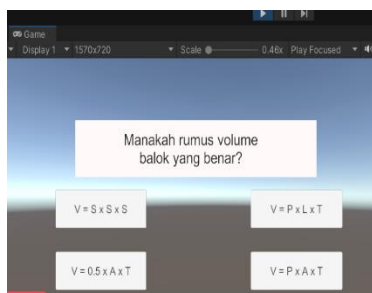 Game
Display 1 1570x720 Scale 0.46x Play Focused
Manakah rumus volume
balok yang benar?
V = S x S x S
V = P x L x T
V = 0.5 x A x T
V = P x A x T